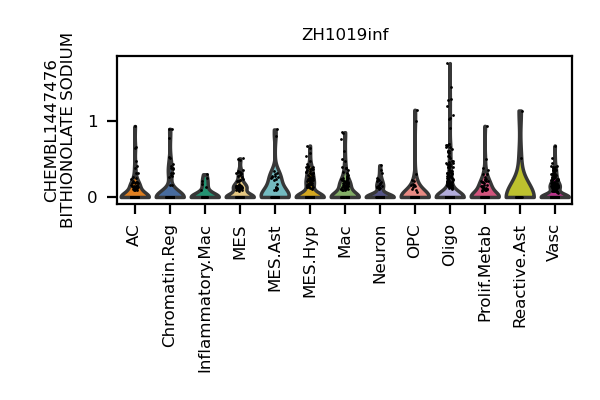 ZH1019inf
CHEMBL1447476
BITHIONOLATE SODIUM
1
0
AC
Chromatin.Reg
Inflammatory.Mac
MES
MES.Ast
MES.Hyp
Mac
Neuron
OPC
Oligo
Prolif.Metab
Reactive.Ast
Vasc